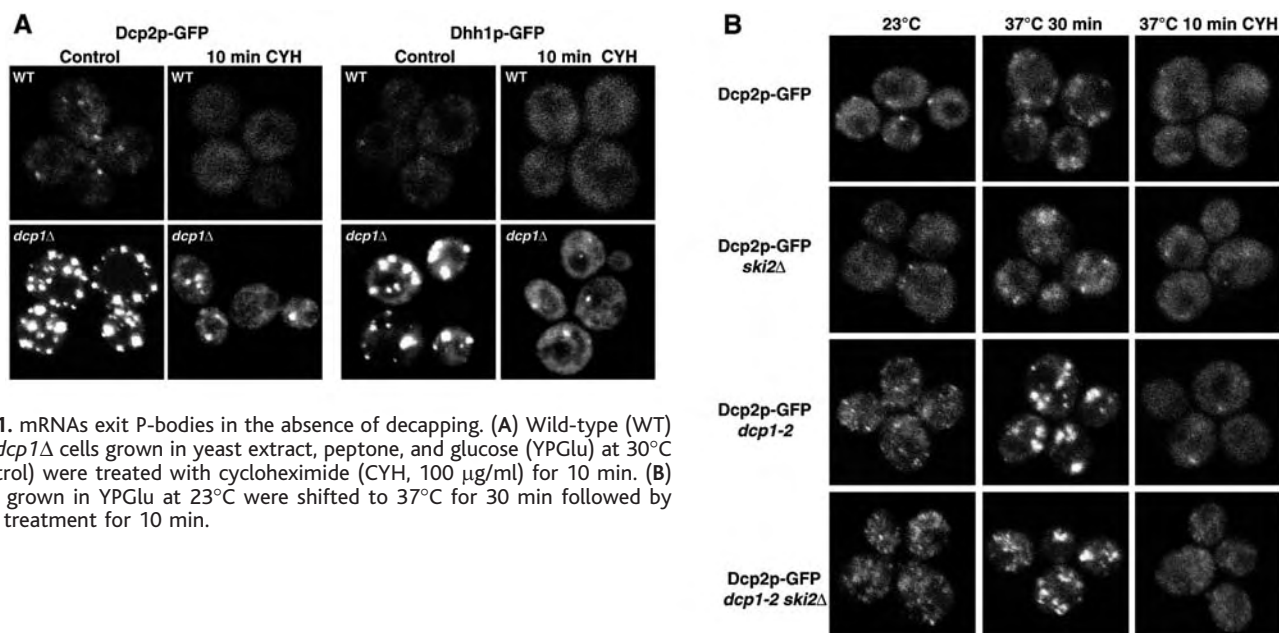 A
Dcp2p-GFP
Dhh1p-GFP
Control
10 min CYH
Control
10 min CYH
WT
WT
WT
WT
dcp1Δ
dcp1Δ
dcp1Δ
dcp1Δ
1. mRNAs exit P-bodies in the absence of decapping. (A) Wild-type (WT)
dcp1Δ cells grown in yeast extract, peptone, and glucose (YPGlu) at 30°C
trol) were treated with cycloheximide (CYH, 100 μg/ml) for 10 min. (B)
grown in YPGlu at 23°C were shifted to 37°C for 30 min followed by
treatment for 10 min.
B
23°C
37°C 30 min
37°C 10 min CYH
Dcp2p-GFP
Dcp2p-GFP
ski2Δ
Dcp2p-GFP
dcp1-2
Dcp2p-GFP
dcp1-2 ski2Δ